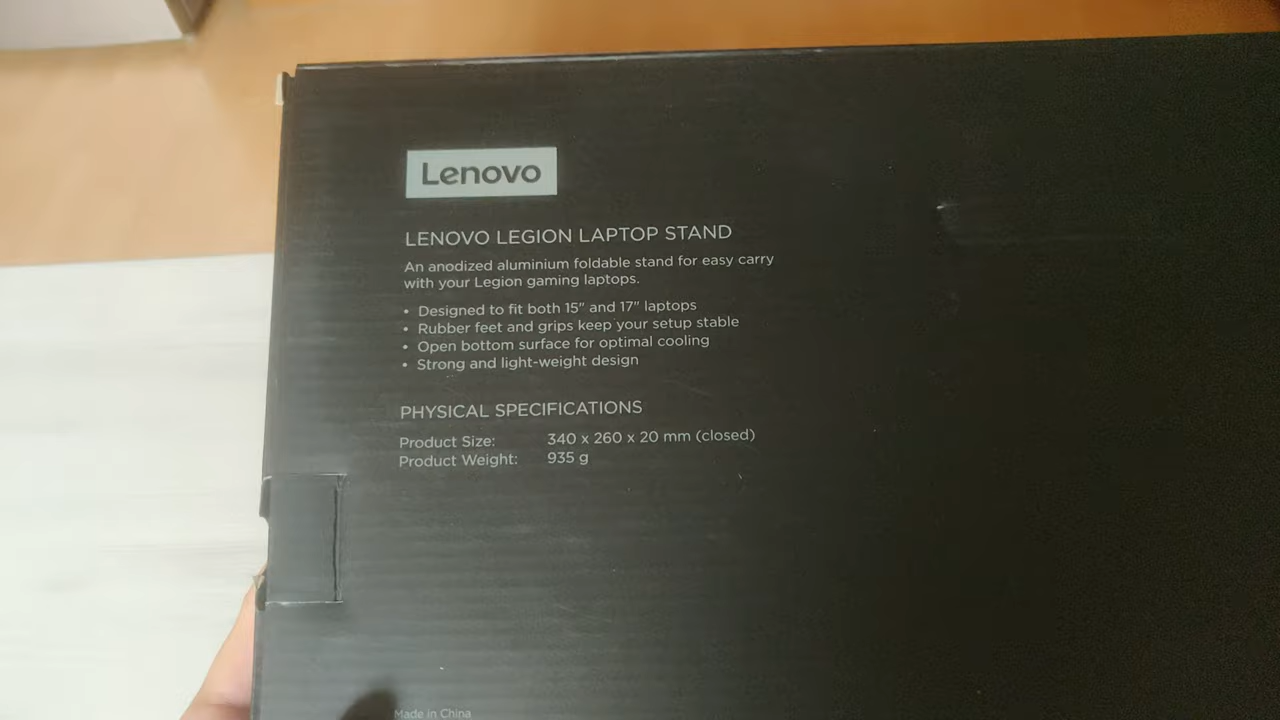 Lenovo
LENOVO LEGION LAPTOP STAND
An anodized aluminium foldable stand for easy carry
with your Legion gaming laptops.
• Designed to fit both 15" and 17" laptops
• Rubber feet and grips keep your setup stable
• Open bottom surface for optimal cooling
• Strong and light-weight design
PHYSICAL SPECIFICATIONS
Product Size: 340 x 260 x 20 mm (closed)
Product Weight: 935 g
Made in China